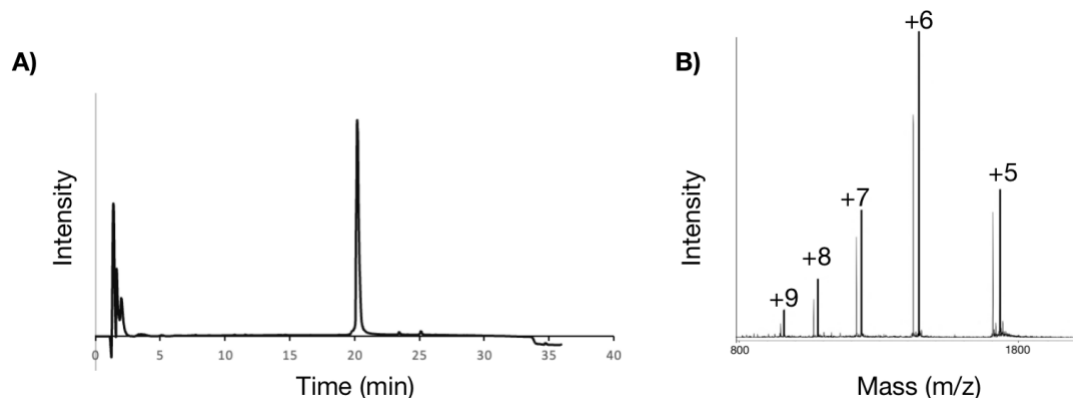 A)
Intensity
0 5 10 15 20 25 30 35 40
Time (min)
B)
Intensity
+9
+8
+7
+6
+5
800 1800
Mass (m/z)